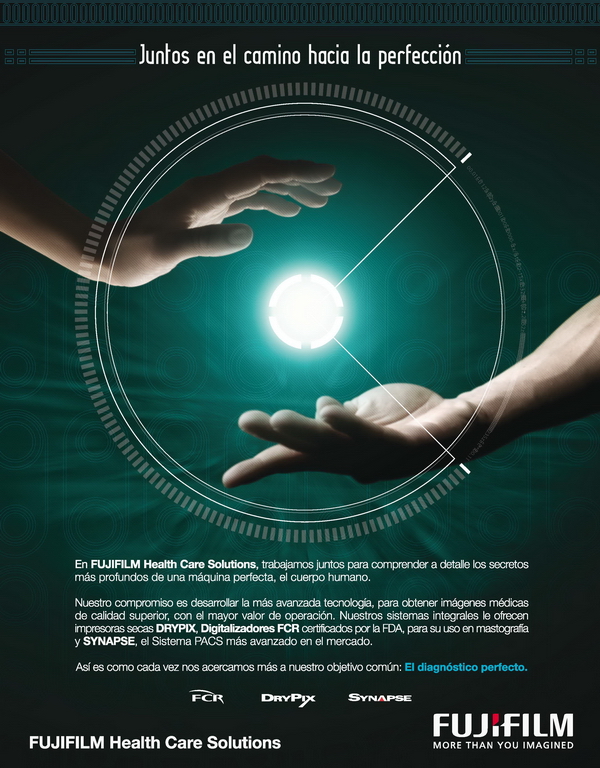 Juntos en el camino hacia la perfección
En FUJIFILM Health Care Solutions, trabajamos juntos para comprender a detalle los secretos
más profundos de una máquina perfecta, el cuerpo humano.
Nuestro compromiso es desarrollar la más avanzada tecnología, para obtener imágenes médicas
de calidad superior, con el mayor valor de operación. Nuestros sistemas integrales le ofrecen
impresoras secas DRYPIX, Digitalizadores FCR certificados por la FDA, para su uso en mastografía
y SYNAPSE, el Sistema PACS más avanzado en el mercado.
Así es como cada vez nos acercamos más a nuestro objetivo común: El diagnóstico perfecto.
FCR DRYPIX SYNAPSE
FUJIFILM Health Care Solutions
FUJIFILM
MORE THAN YOU IMAGINED